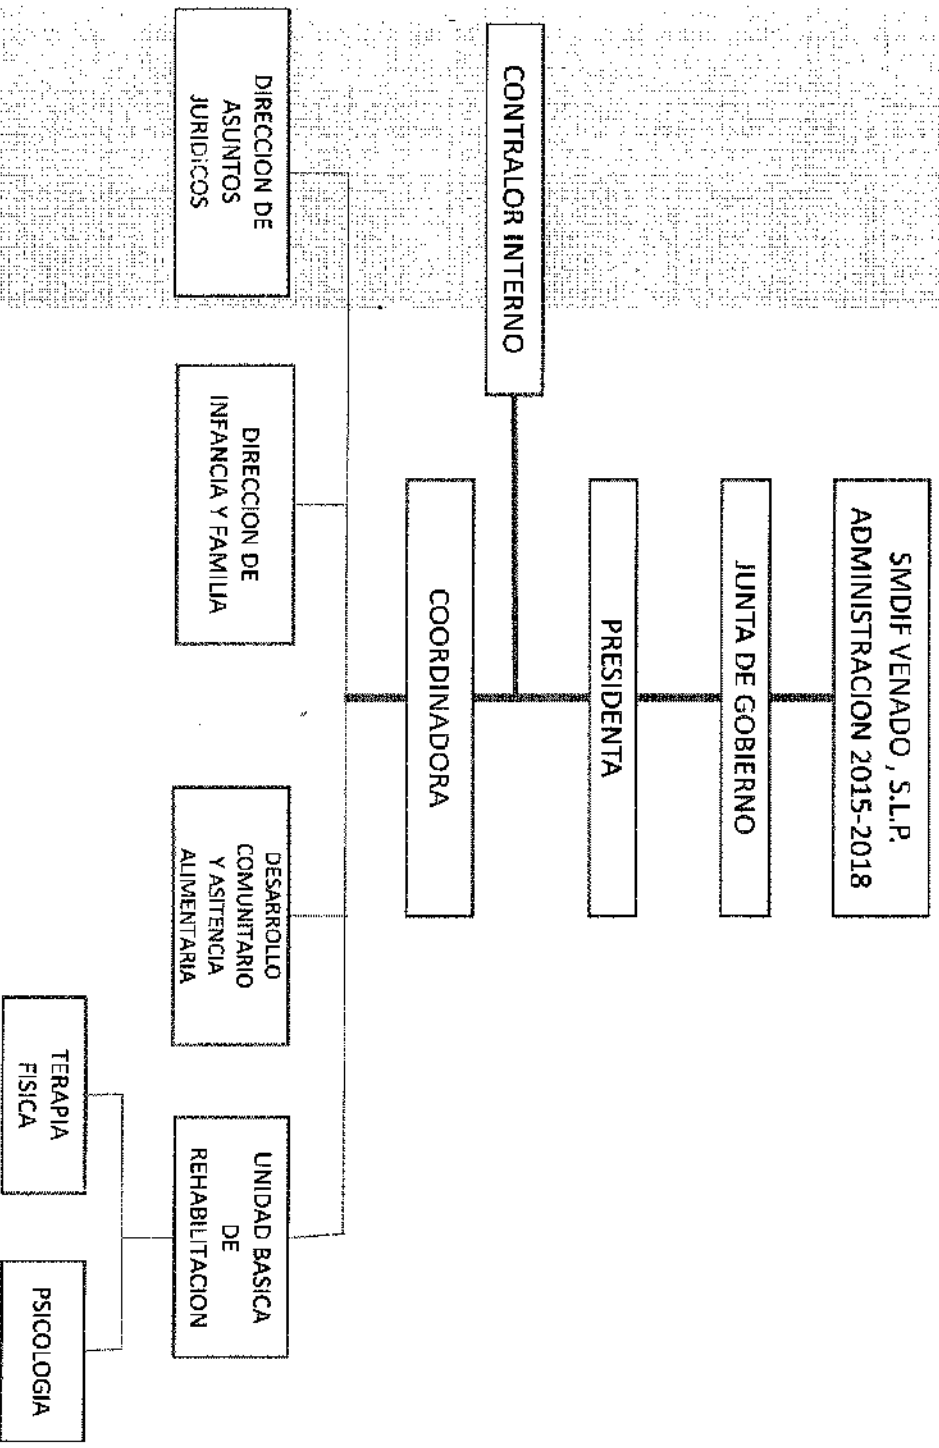 SMDIF VENADO , S.L.P.
ADMINISTRACION 2015-2018
JUNTA DE GOBIERNO
PRESIDENTA
CONTRALOR INTERNO
COORDINADORA
DIRECCION DE
ASUNTOS
JURIDICOS
DIRECCION DE
INFANCIA Y FAMILIA
DESARROLLO
COMUNITARIO
Y ASITENCIA
ALIMENTARIA
UNIDAD BASICA
DE
REHABILITACION
TERAPIA
FISICA
PSICOLOGIA